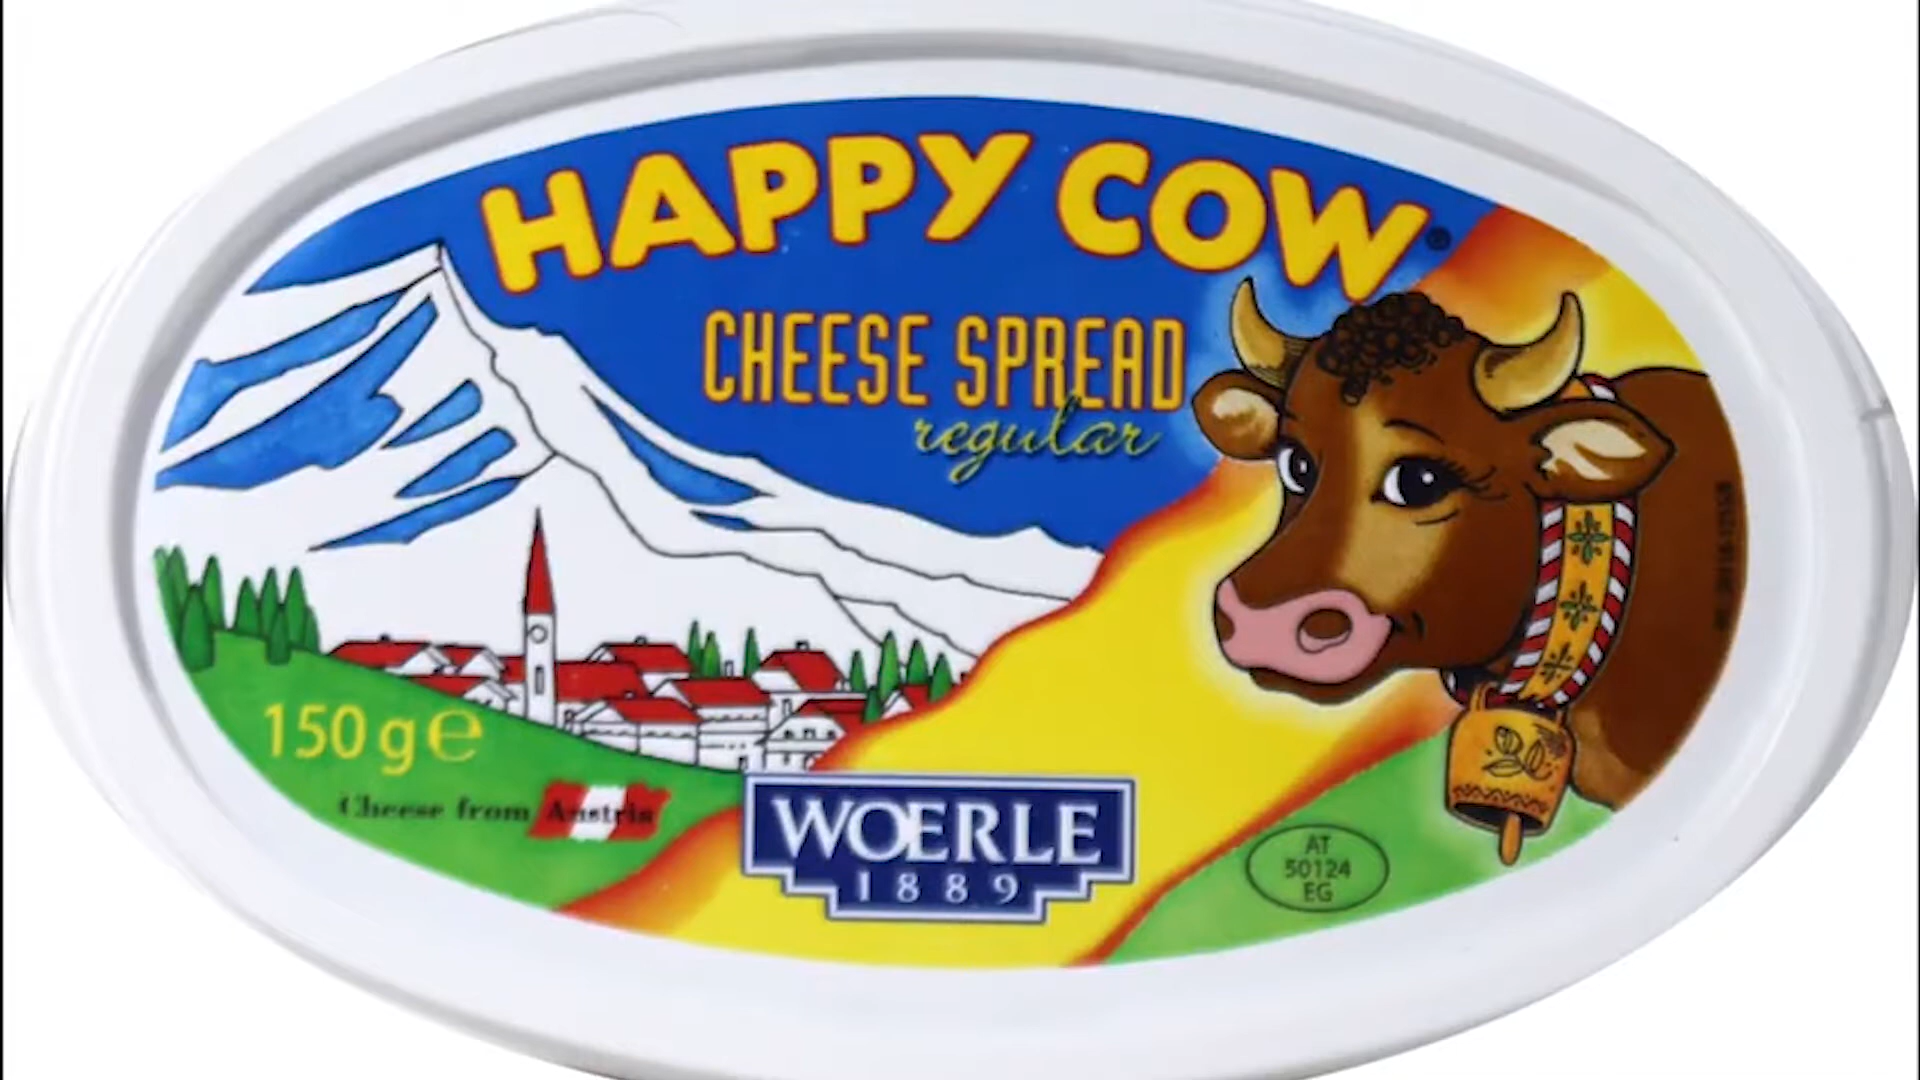 HAPPY COW®
CHEESE SPREAD
regular
150 g e
Cheese from Austria
WOERLE
1889
AT
50124
EG